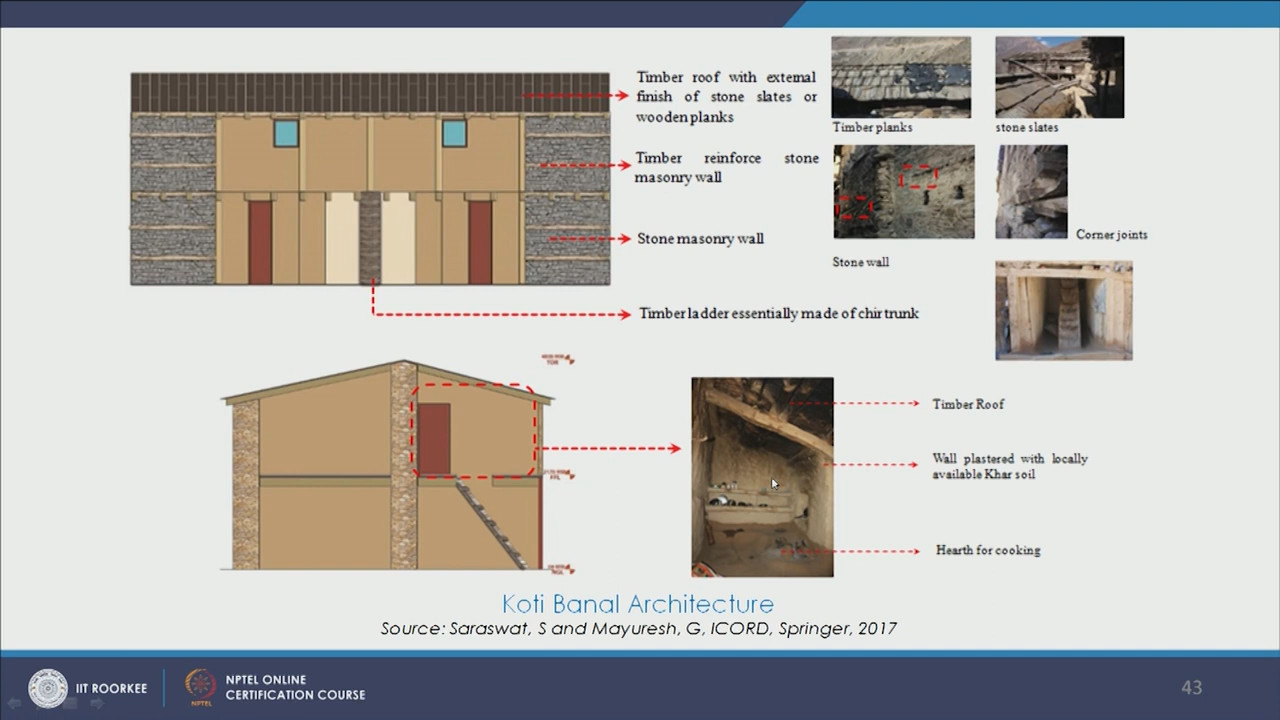 Timber roof with external
finish of stone slates or
wooden planks
Timber planks
stone slates
Timber reinforce stone
masonry wall
Stone masonry wall
Corner joints
Stone wall
Timber ladder essentially made of chir trunk
Timber Roof
Wall plastered with locally
available Khar soil
Hearth for cooking
Koti Banal Architecture
Source: Saraswat, S and Mayuresh, G, ICORD, Springer, 2017
IIT ROORKEE
NPTEL ONLINE
CERTIFICATION COURSE
NPTEL
43